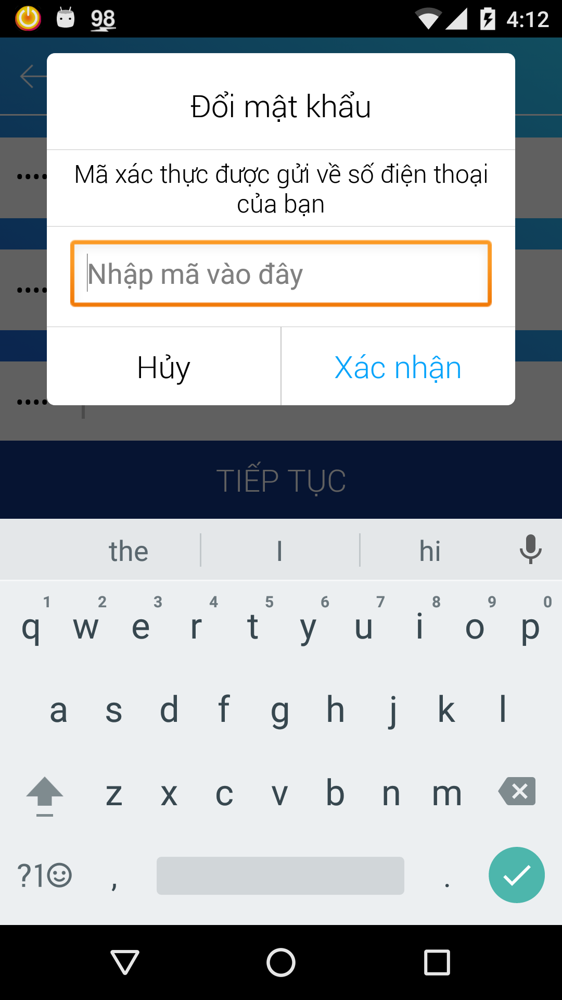 98 4:12
Đổi mật khẩu
Mã xác thực được gửi về số điện thoại
của bạn
••••
••••
Nhập mã vào đây
Hủy Xác nhận
••••
TIẾP TỤC
the I hi
1 2 3 4 5 6 7 8 9 0
q w e r t y u i o p
a s d f g h j k l
z x c v b n m
?1☺ , .